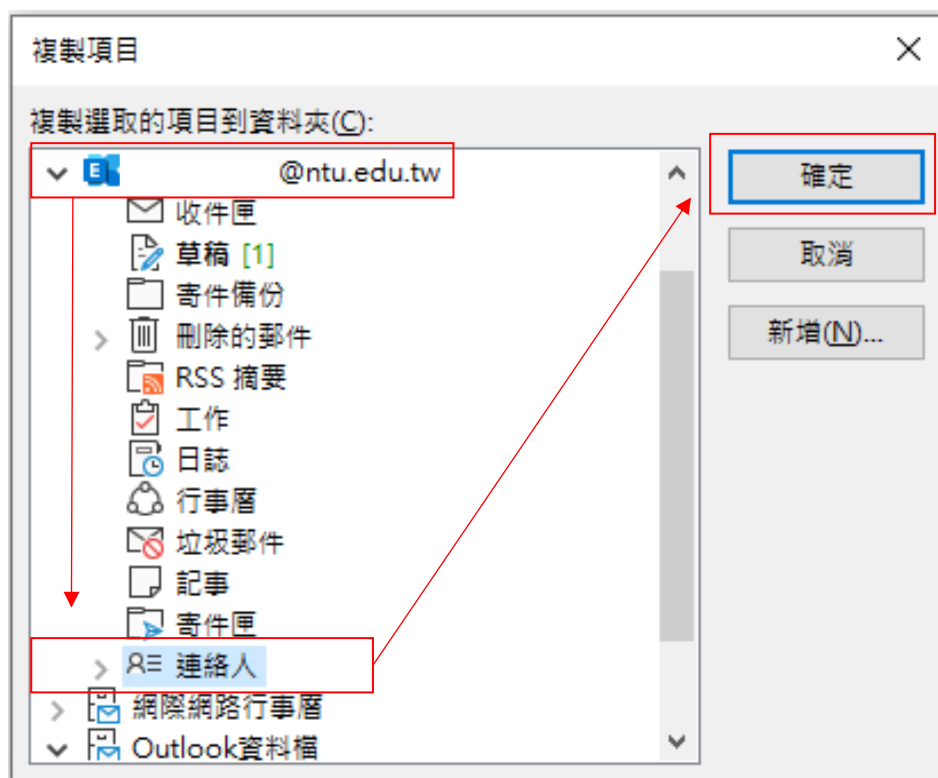 複製項目
複製選取的項目到資料夾(C):
@ntu.edu.tw
收件匣
草稿 [1]
寄件備份
刪除的郵件
RSS 摘要
工作
日誌
行事曆
垃圾郵件
記事
寄件匣
連絡人
網際網路行事曆
Outlook資料檔
確定
取消
新增(N)...